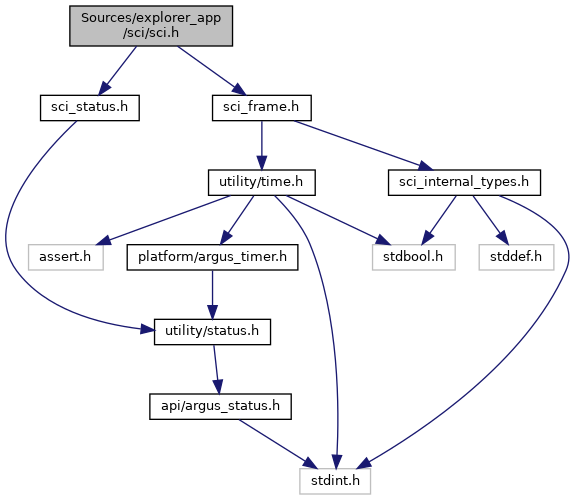 Sources/explorer_app
/sci/sci.h
sci_status.h
sci_frame.h
utility/time.h
sci_internal_types.h
assert.h
platform/argus_timer.h
stdbool.h
stddef.h
utility/status.h
api/argus_status.h
stdint.h